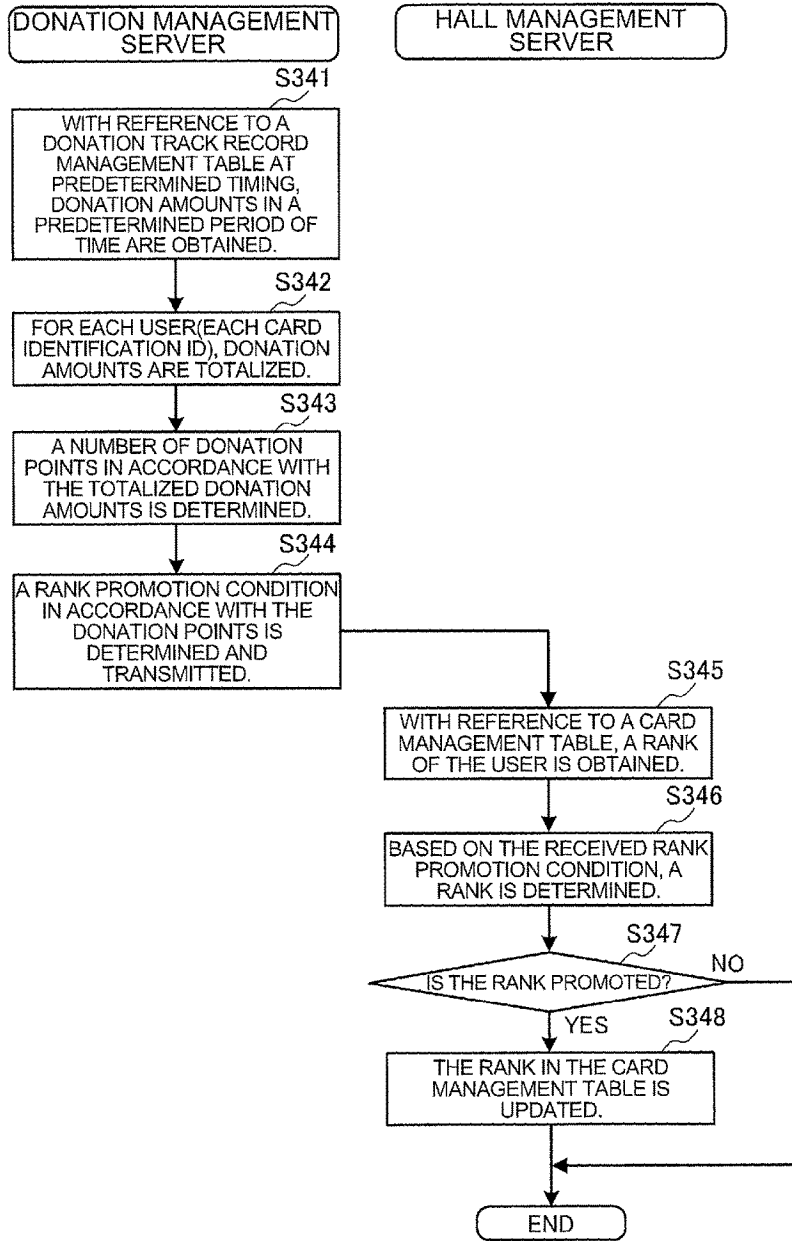 DONATION MANAGEMENT
SERVER
HALL MANAGEMENT
SERVER
S341
WITH REFERENCE TO A
DONATION TRACK RECORD
MANAGEMENT TABLE AT
PREDETERMINED TIMING,
DONATION AMOUNTS IN A
PREDETERMINED PERIOD OF
TIME ARE OBTAINED.
S342
FOR EACH USER(EACH CARD
IDENTIFICATION ID), DONATION
AMOUNTS ARE TOTALIZED.
S343
A NUMBER OF DONATION
POINTS IN ACCORDANCE WITH
THE TOTALIZED DONATION
AMOUNTS IS DETERMINED.
S344
A RANK PROMOTION CONDITION
IN ACCORDANCE WITH THE
DONATION POINTS IS
DETERMINED AND
TRANSMITTED.
S345
WITH REFERENCE TO A CARD
MANAGEMENT TABLE, A RANK
OF THE USER IS OBTAINED.
S346
BASED ON THE RECEIVED RANK
PROMOTION CONDITION, A
RANK IS DETERMINED.
S347
IS THE RANK PROMOTED?
NO
YES
S348
THE RANK IN THE CARD
MANAGEMENT TABLE IS
UPDATED.
END